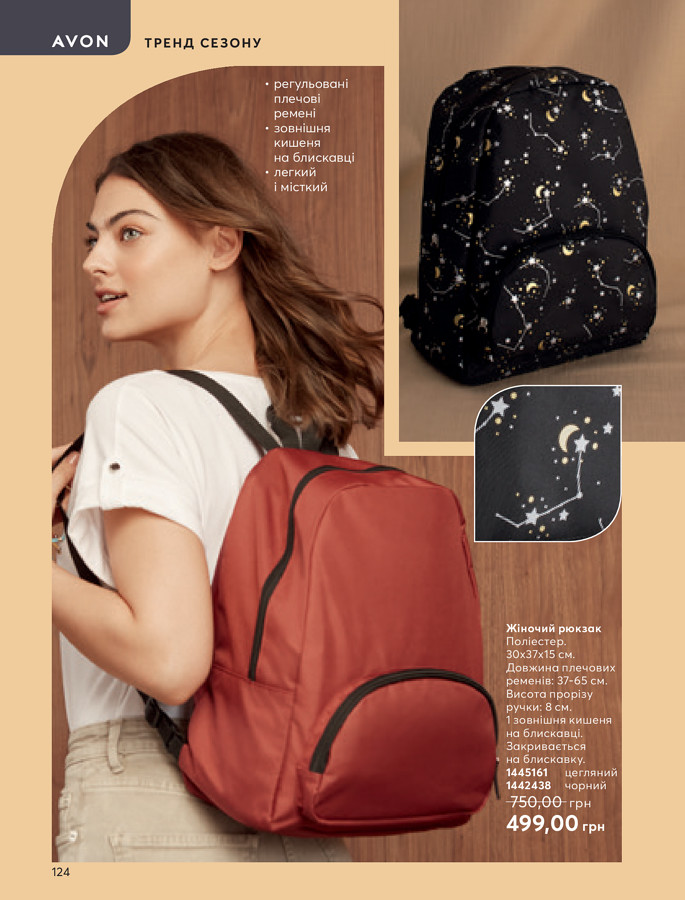 AVON
ТРЕНД СЕЗОНУ
• регульовані
плечові
ремені
• зовнішня
кишеня
на блискавці
• легкий
і місткий
Жіночий рюкзак
Поліестер.
30х37х15 см.
Довжина плечових
ременів: 37-65 см.
Висота прорізу
ручки: 8 см.
1 зовнішня кишеня
на блискавці.
Закривається
на блискавку.
1445161 цегляний
1442438 чорний
750,00 грн
499,00 грн
124